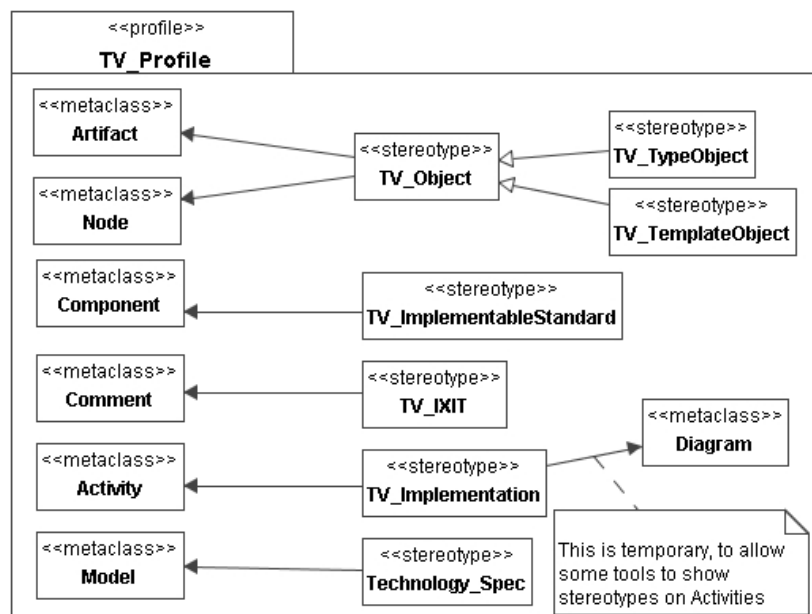 <<profile>>
TV_Profile
<<metaclass>>
Artifact
<<stereotype>>
TV_Object
<<stereotype>>
TV_TypeObject
<<metaclass>>
Node
<<stereotype>>
TV_TemplateObject
<<metaclass>>
Component
<<stereotype>>
TV_ImplementableStandard
<<metaclass>>
Comment
<<stereotype>>
TV_IXIT
<<metaclass>>
Diagram
<<metaclass>>
Activity
<<stereotype>>
TV_Implementation
<<metaclass>>
Model
<<stereotype>>
Technology_Spec
This is temporary, to allow
some tools to show
stereotypes on Activities